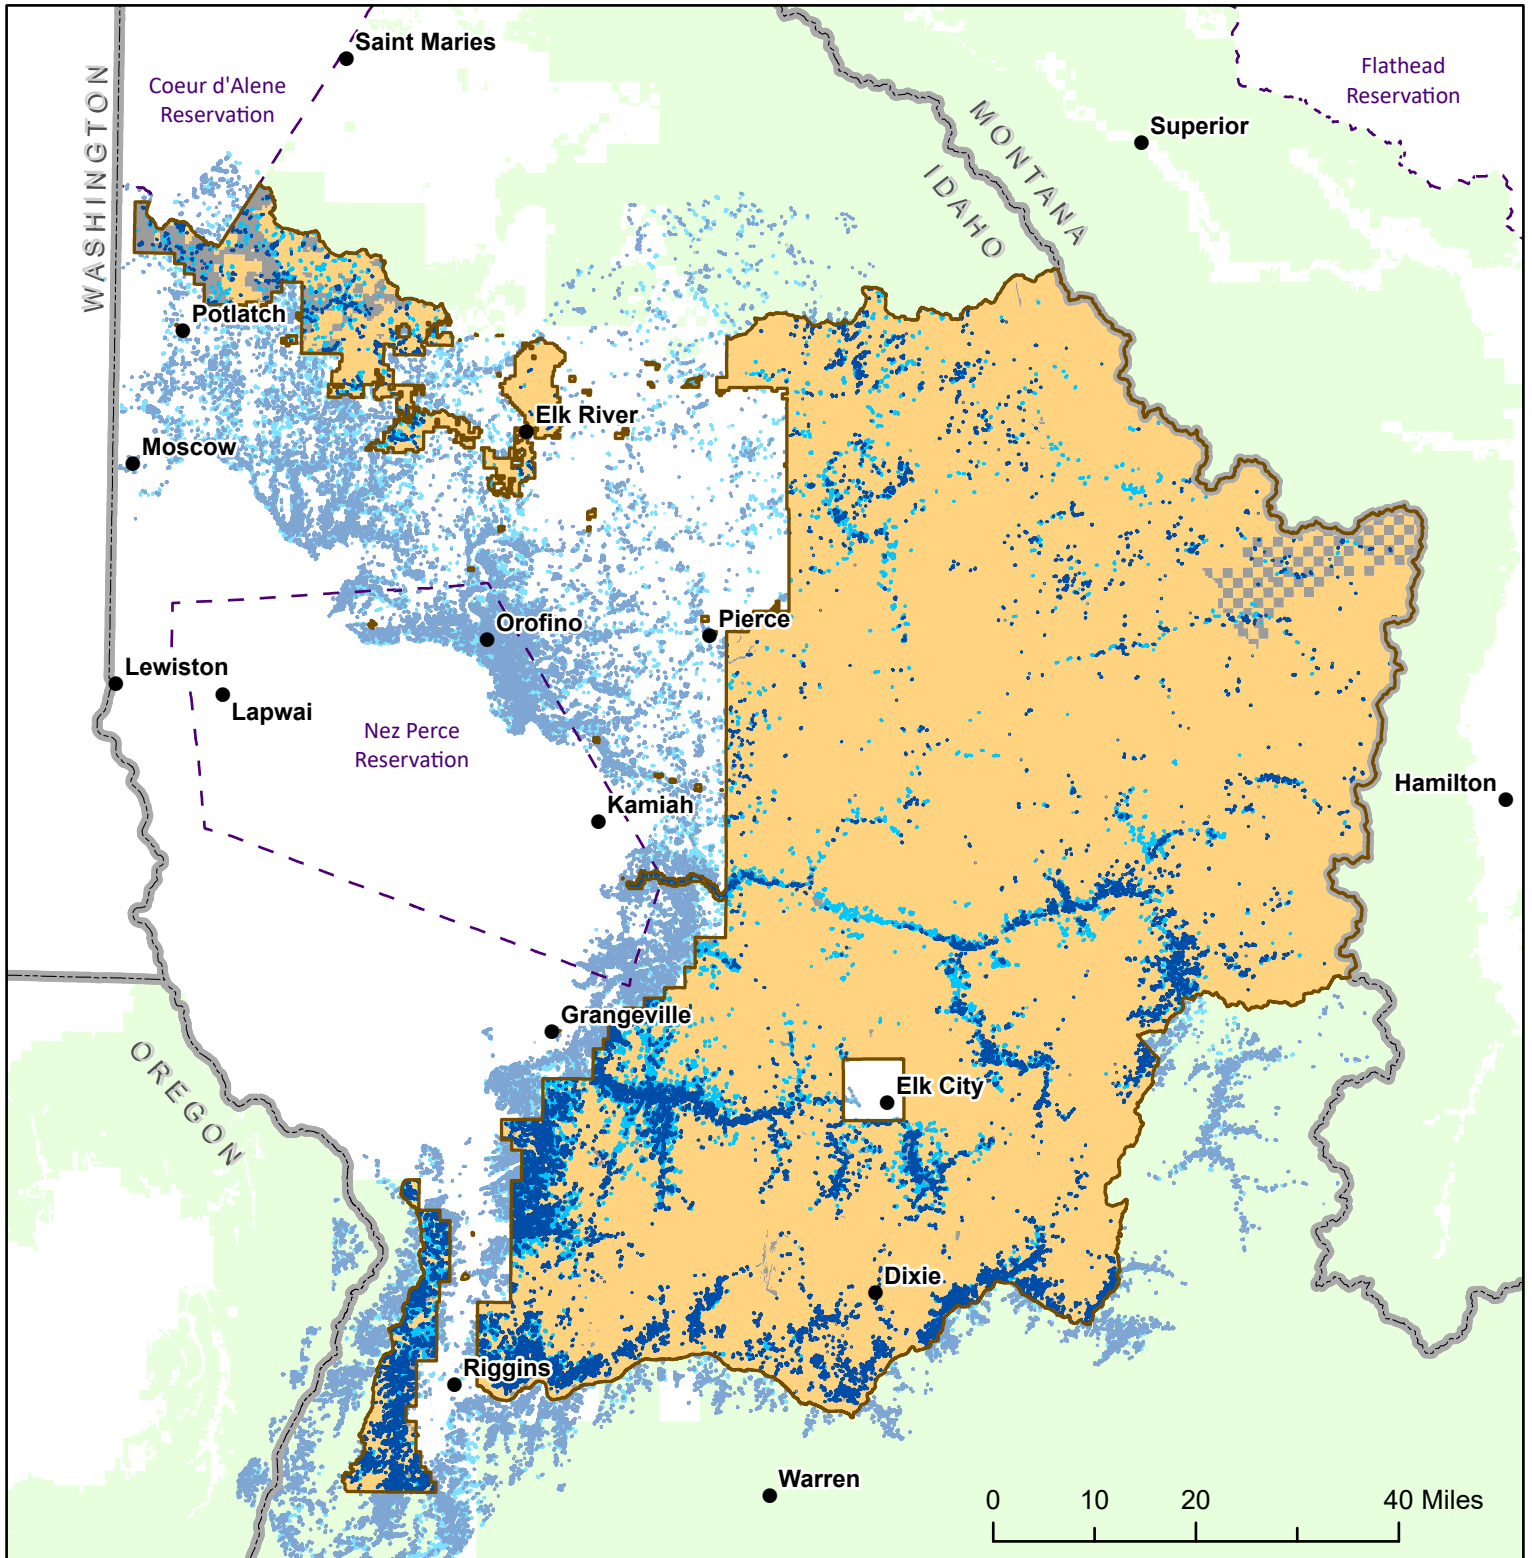 Saint Maries
Coeur d'Alene
Reservation
Flathead
Reservation
WASHINGTON
MONTANA
IDAHO
Superior
Potlatch
Elk River
Moscow
Orofino
Pierce
Lewiston
Lapwai
Nez Perce
Reservation
Kamiah
Hamilton
Grangeville
OREGON
Elk City
Dixie
Riggins
Warren
0 10 20 40 Miles